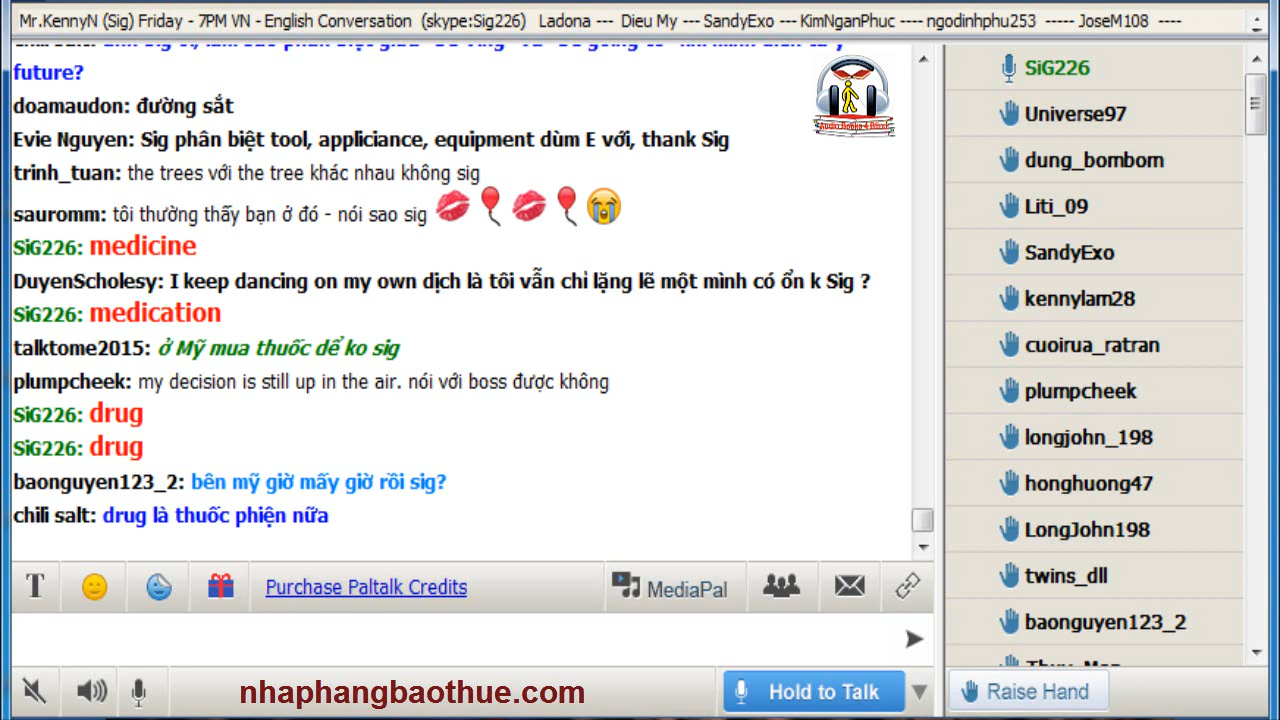 Mr.KennyN (Sig) Friday - 7PM VN - English Conversation (skype:Sig226) Ladona --- Dieu My --- SandyExo --- KimNganPhuc ---- ngodinhphu253 ----- JoseM108 ----
future?
doamaudon: đường sắt
Evie Nguyen: Sig phân biệt tool, appliciance, equipment dùm E với, thank Sig
trinh_tuan: the trees với the tree khác nhau không sig
sauromm: tôi thường thấy bạn ở đó - nói sao sig
SiG226: medicine
DuyenScholesy: I keep dancing on my own dịch là tôi vẫn chỉ lặng lẽ một mình có ổn k Sig ?
SiG226: medication
talktome2015: ở Mỹ mua thuốc dể ko sig
plumpcheek: my decision is still up in the air. nói với boss được không
SiG226: drug
SiG226: drug
baonguyen123_2: bên mỹ giờ mấy giờ rồi sig?
chili salt: drug là thuốc phiện nữa
SiG226
Universe97
dung_bomborn
Liti_09
SandyExo
kennylam28
cuoirua_ratran
plumpcheek
longjohn_198
honghuong47
LongJohn198
twins_dll
baonguyen123_2
T
Purchase Paltalk Credits
MediaPal
nhaphangbaothue.com
Hold to Talk
Raise Hand